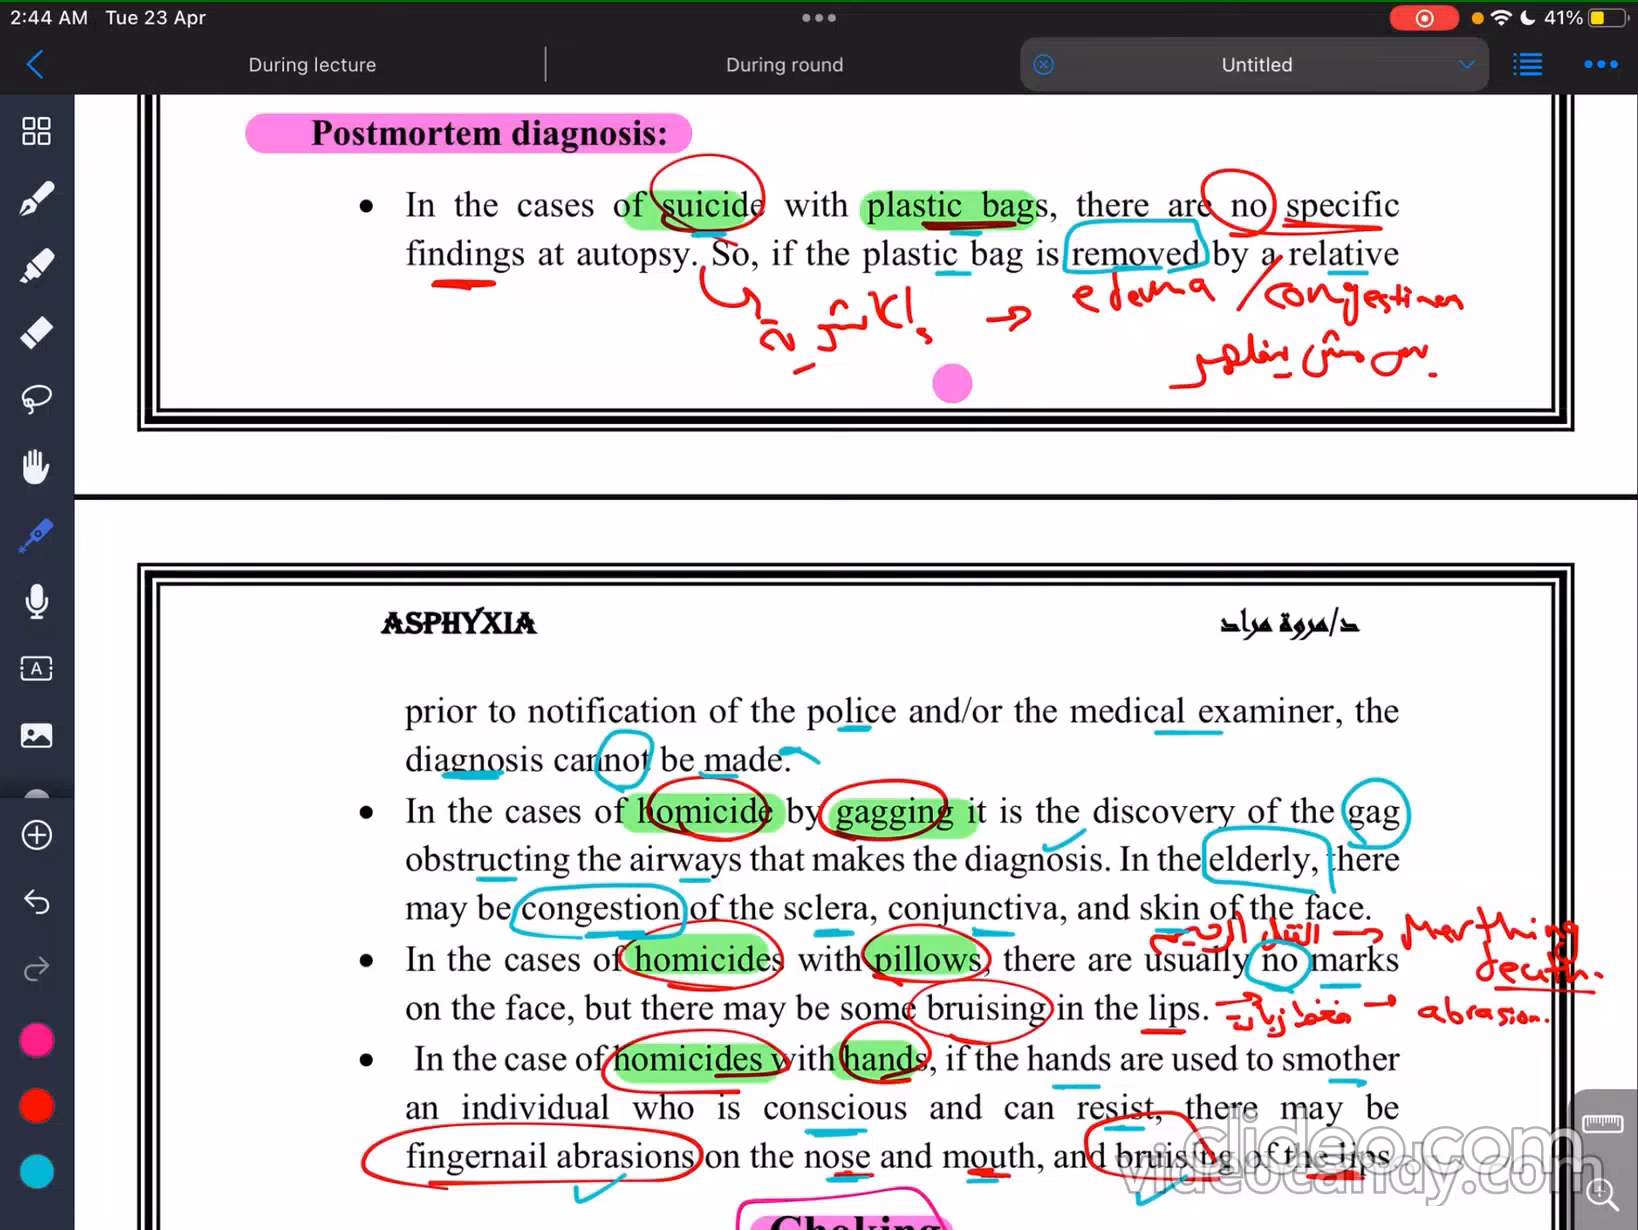 2:44 AM Tue 23 Apr
41%
During lecture
During round
Untitled
Postmortem diagnosis:
• In the cases of suicide with plastic bags, there are no specific
findings at autopsy. So, if the plastic bag is removed by a relative
edema / congestion
ASPHYXIA
د/مروة مراد
prior to notification of the police and/or the medical examiner, the
diagnosis cannot be made.
• In the cases of homicide by gagging it is the discovery of the gag
obstructing the airways that makes the diagnosis. In the elderly, there
may be congestion of the sclera, conjunctiva, and skin of the face.
القتل الرحيم → death.
• In the cases of homicides with pillows, there are usually no marks
on the face, but there may be some bruising in the lips.
→ abrasion.
• In the case of homicides with hands, if the hands are used to smother
an individual who is conscious and can resist, there may be
fingernail abrasions on the nose and mouth, and bruising of the lips
Choking
clideo.com
videocandy.com